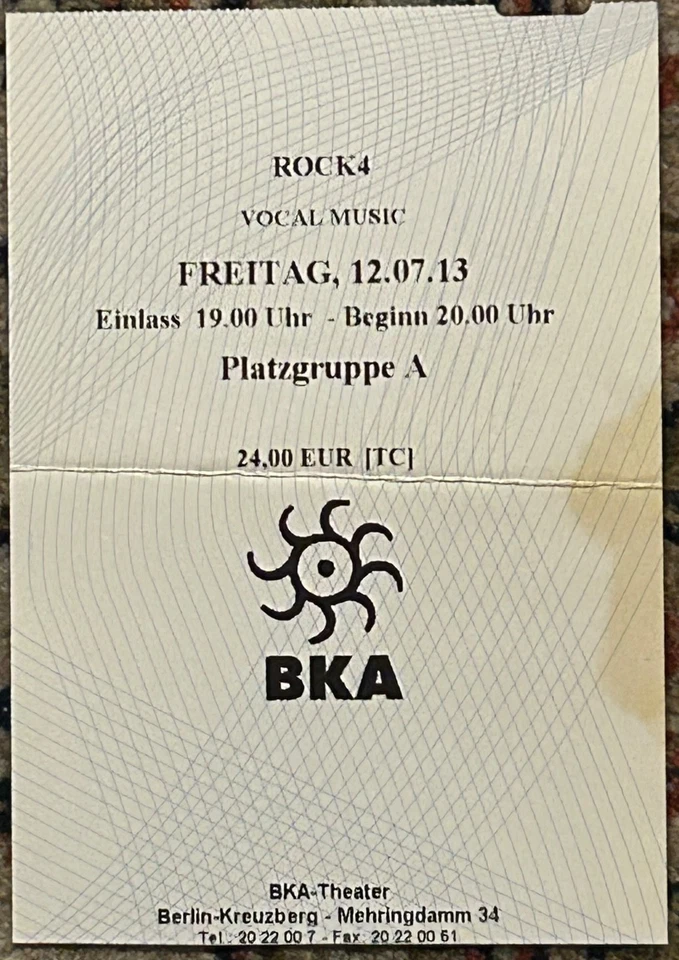 ROCK4
VOCAL MUSIC
FREITAG, 12.07.13
Einlass 19.00 Uhr - Beginn 20.00 Uhr
Platzgruppe A
24,00 EUR [TC]
BKA
BKA-Theater
Berlin-Kreuzberg - Mehringdamm 34
Tel.: 20 22 00 7 - Fax: 20 22 00 61